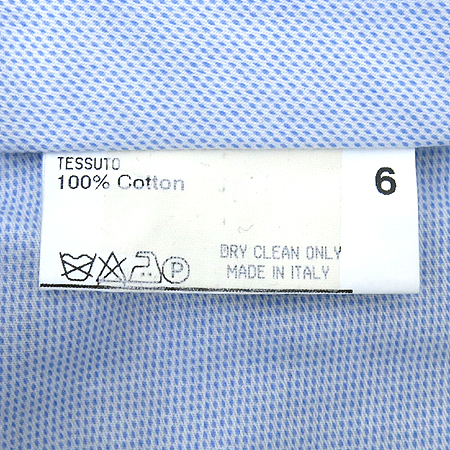 TESSUTO
100% Cotton
6
DRY CLEAN ONLY
MADE IN ITALY
P